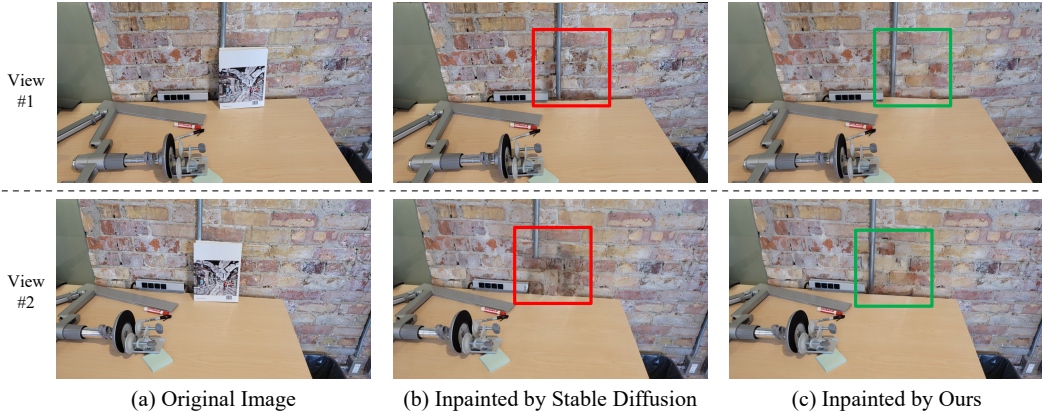 View
#1
View
#2
(a) Original Image
(b) Inpainted by Stable Diffusion
(c) Inpainted by Ours